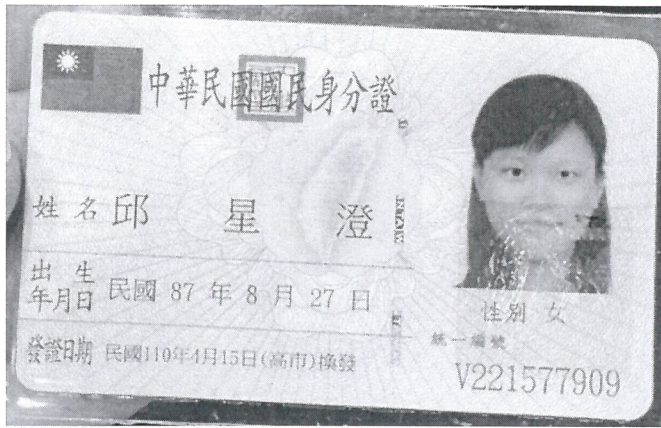 中華民國國民身分證
姓名 邱星澄
出生年月日 民國 87 年 8 月 27 日
發證日期 民國110年4月15日(高市)換發
性別 女
統一編號
V221577909